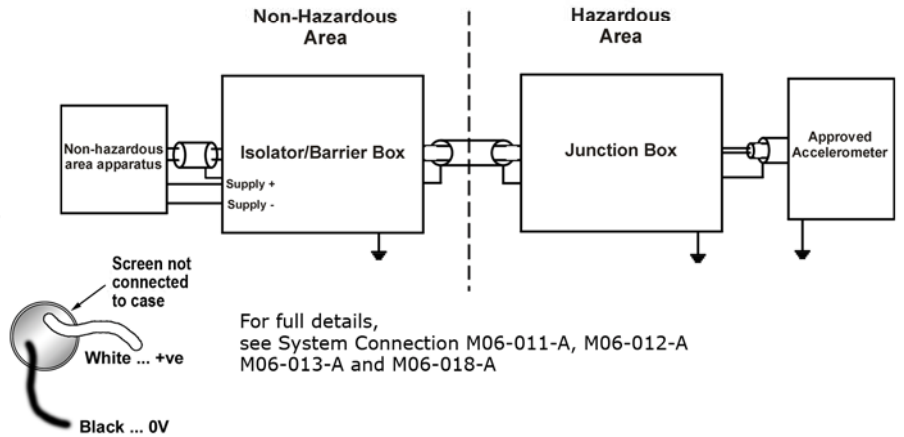 Non-Hazardous
Area
Hazardous
Area
Non-hazardous
area apparatus
Isolator/Barrier Box
Supply +
Supply -
Junction Box
Approved
Accelerometer
Screen not
connected
to case
White ... +ve
Black ... 0V
For full details,
see System Connection M06-011-A, M06-012-A
M06-013-A and M06-018-A